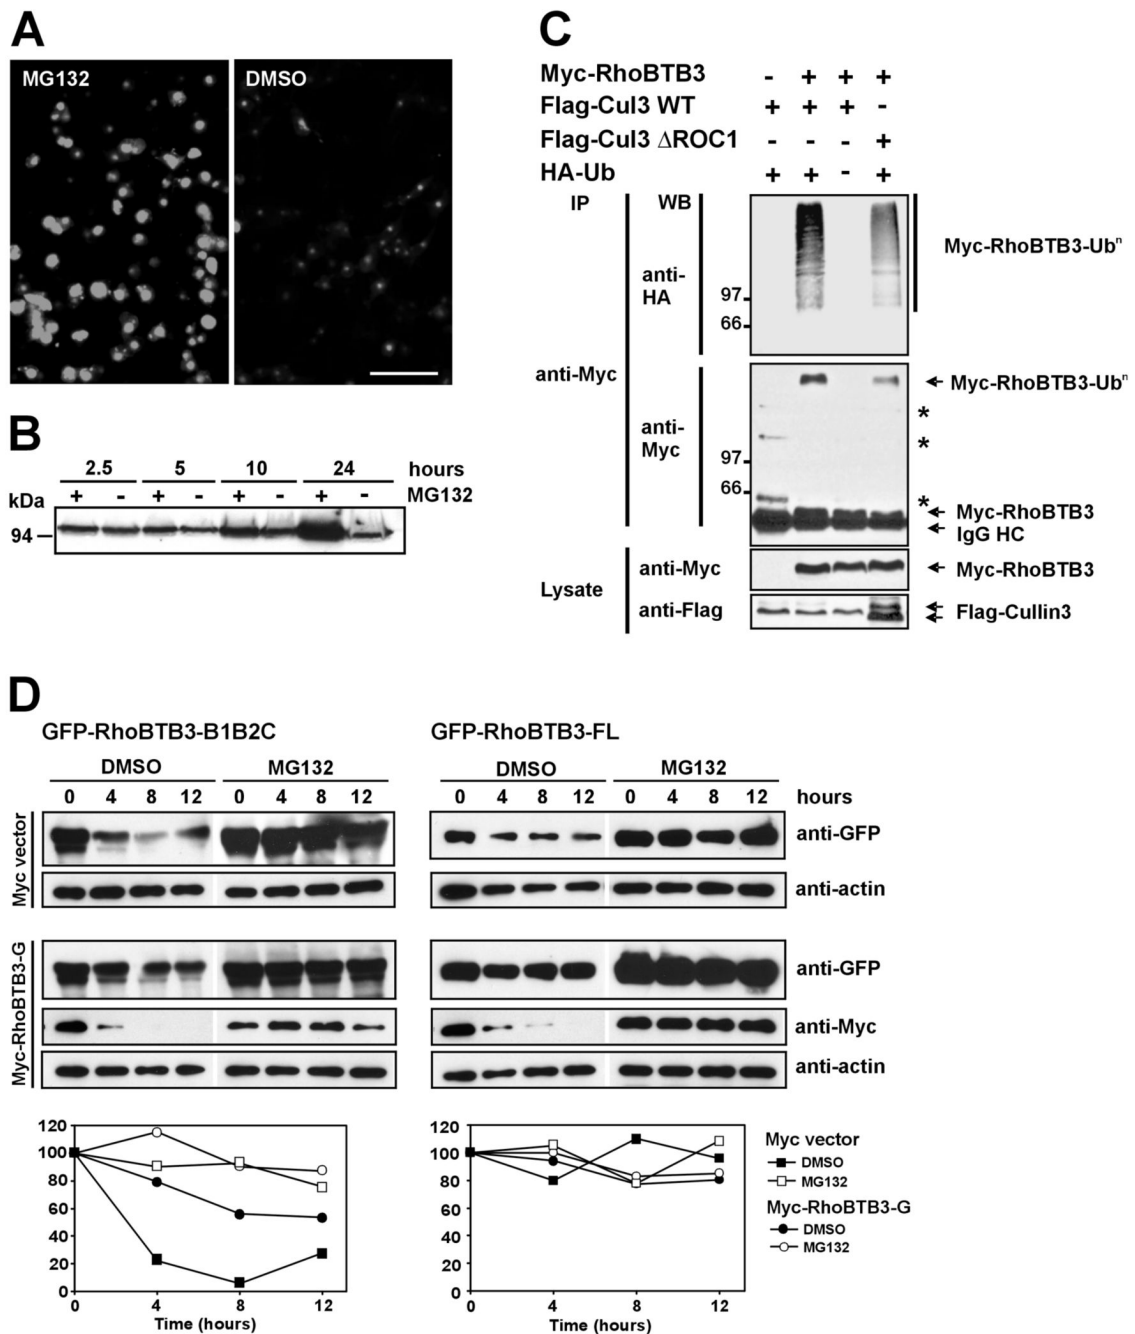 A
MG132
DMSO
B
2.5 5 10 24 hours
kDa + - + - + - + - MG132
94
C
Myc-RhoBTB3 - + + +
Flag-Cul3 WT + + + -
Flag-Cul3 ΔROC1 - - - +
HA-Ub + + - +
IP WB
anti-HA
97
66
Myc-RhoBTB3-Ubⁿ
anti-Myc
anti-Myc
97
66
Myc-RhoBTB3-Ubⁿ
*
*
*
Myc-RhoBTB3
IgG HC
Lysate
anti-Myc
Myc-RhoBTB3
anti-Flag
Flag-Cullin3
D
GFP-RhoBTB3-B1B2C GFP-RhoBTB3-FL
DMSO MG132 DMSO MG132
0 4 8 12 0 4 8 12 0 4 8 12 0 4 8 12 hours
Myc vector
anti-GFP
anti-actin
Myc-RhoBTB3-G
anti-GFP
anti-Myc
anti-actin
120
100
80
60
40
20
0
0 4 8 12
Time (hours)
120
100
80
60
40
20
0
0 4 8 12
Time (hours)
Myc vector
DMSO
MG132
Myc-RhoBTB3-G
DMSO
MG132